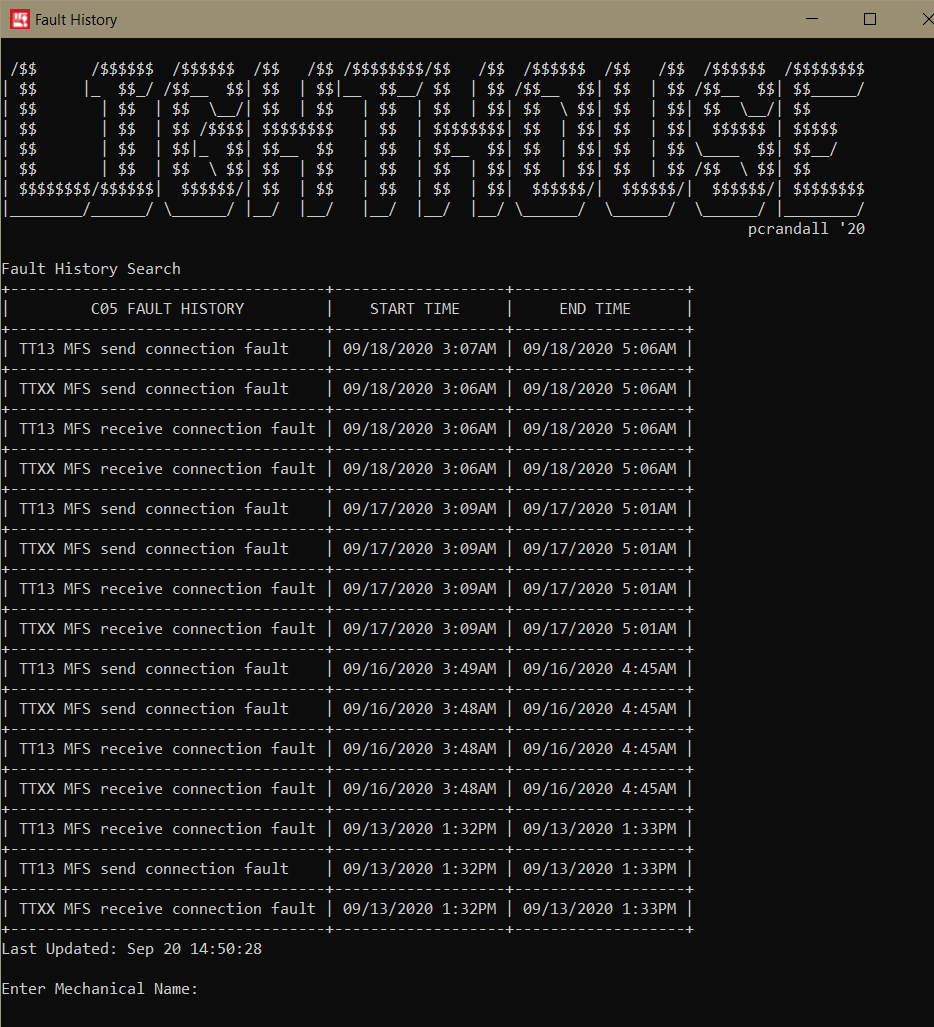 Fault History
LIGHTHOUSE
pcrandall '20
Fault History Search
C05 FAULT HISTORY | START TIME | END TIME
TT13 MFS send connection fault | 09/18/2020 3:07AM | 09/18/2020 5:06AM
TTXX MFS send connection fault | 09/18/2020 3:06AM | 09/18/2020 5:06AM
TT13 MFS receive connection fault | 09/18/2020 3:06AM | 09/18/2020 5:06AM
TTXX MFS receive connection fault | 09/18/2020 3:06AM | 09/18/2020 5:06AM
TT13 MFS send connection fault | 09/17/2020 3:09AM | 09/17/2020 5:01AM
TTXX MFS send connection fault | 09/17/2020 3:09AM | 09/17/2020 5:01AM
TT13 MFS receive connection fault | 09/17/2020 3:09AM | 09/17/2020 5:01AM
TTXX MFS receive connection fault | 09/17/2020 3:09AM | 09/17/2020 5:01AM
TT13 MFS send connection fault | 09/16/2020 3:49AM | 09/16/2020 4:45AM
TTXX MFS send connection fault | 09/16/2020 3:48AM | 09/16/2020 4:45AM
TT13 MFS receive connection fault | 09/16/2020 3:48AM | 09/16/2020 4:45AM
TTXX MFS receive connection fault | 09/16/2020 3:48AM | 09/16/2020 4:45AM
TT13 MFS receive connection fault | 09/13/2020 1:32PM | 09/13/2020 1:33PM
TT13 MFS send connection fault | 09/13/2020 1:32PM | 09/13/2020 1:33PM
TTXX MFS receive connection fault | 09/13/2020 1:32PM | 09/13/2020 1:33PM
Last Updated: Sep 20 14:50:28
Enter Mechanical Name: